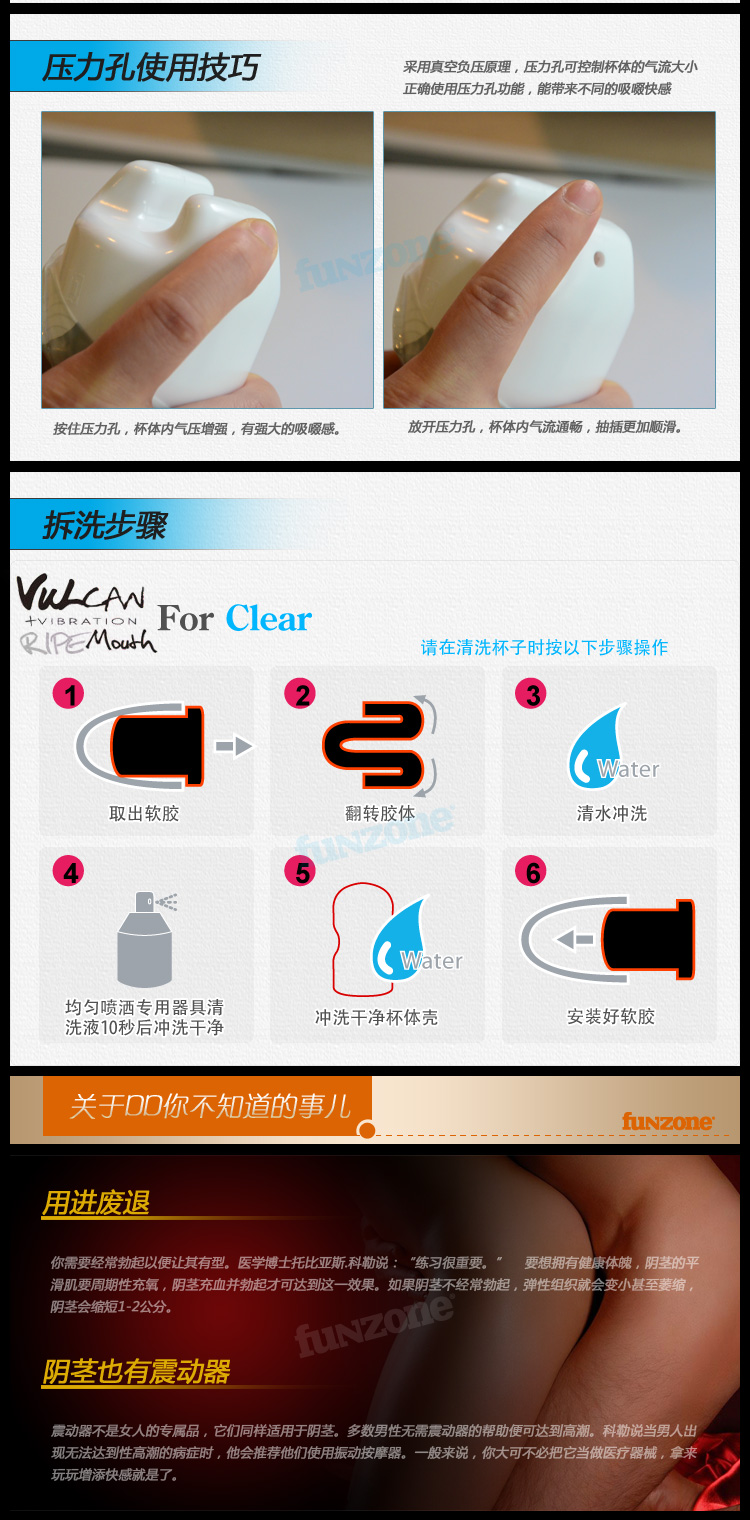 压力孔使用技巧
采用真空负压原理，压力孔可控制杯体的气流大小
正确使用压力孔功能，能带来不同的吸啜快感
funzone
按住压力孔，杯体内气压增强，有强大的吸啜感。
放开压力孔，杯体内气流通畅，抽插更加顺滑。
拆洗步骤
VULCAN
+VIBRATION
RIPE Mouth
For Clear
请在清洗杯子时按以下步骤操作
1
取出软胶
2
翻转胶体
3
Water
清水冲洗
funzone
4
均匀喷洒专用器具清
洗液10秒后冲洗干净
5
Water
冲洗干净杯体壳
6
安装好软胶
关于DD你不知道的事儿
funzone
用进废退
你需要经常勃起以便让其有型。医学博士托比亚斯.科勒说：“练习很重要。” 要想拥有健康体魄，阴茎的平
滑肌要周期性充氧，阴茎充血并勃起才可达到这一效果。如果阴茎不经常勃起，弹性组织就会变小甚至萎缩，
阴茎会缩短1-2公分。
funzone
阴茎也有震动器
震动器不是女人的专属品，它们同样适用于阴茎。多数男性无需震动器的帮助便可达到高潮。科勒说当男人出
现无法达到性高潮的病症时，他会推荐他们使用振动按摩器。一般来说，你大可不必把它当做医疗器械，拿来
玩玩增添快感就是了。